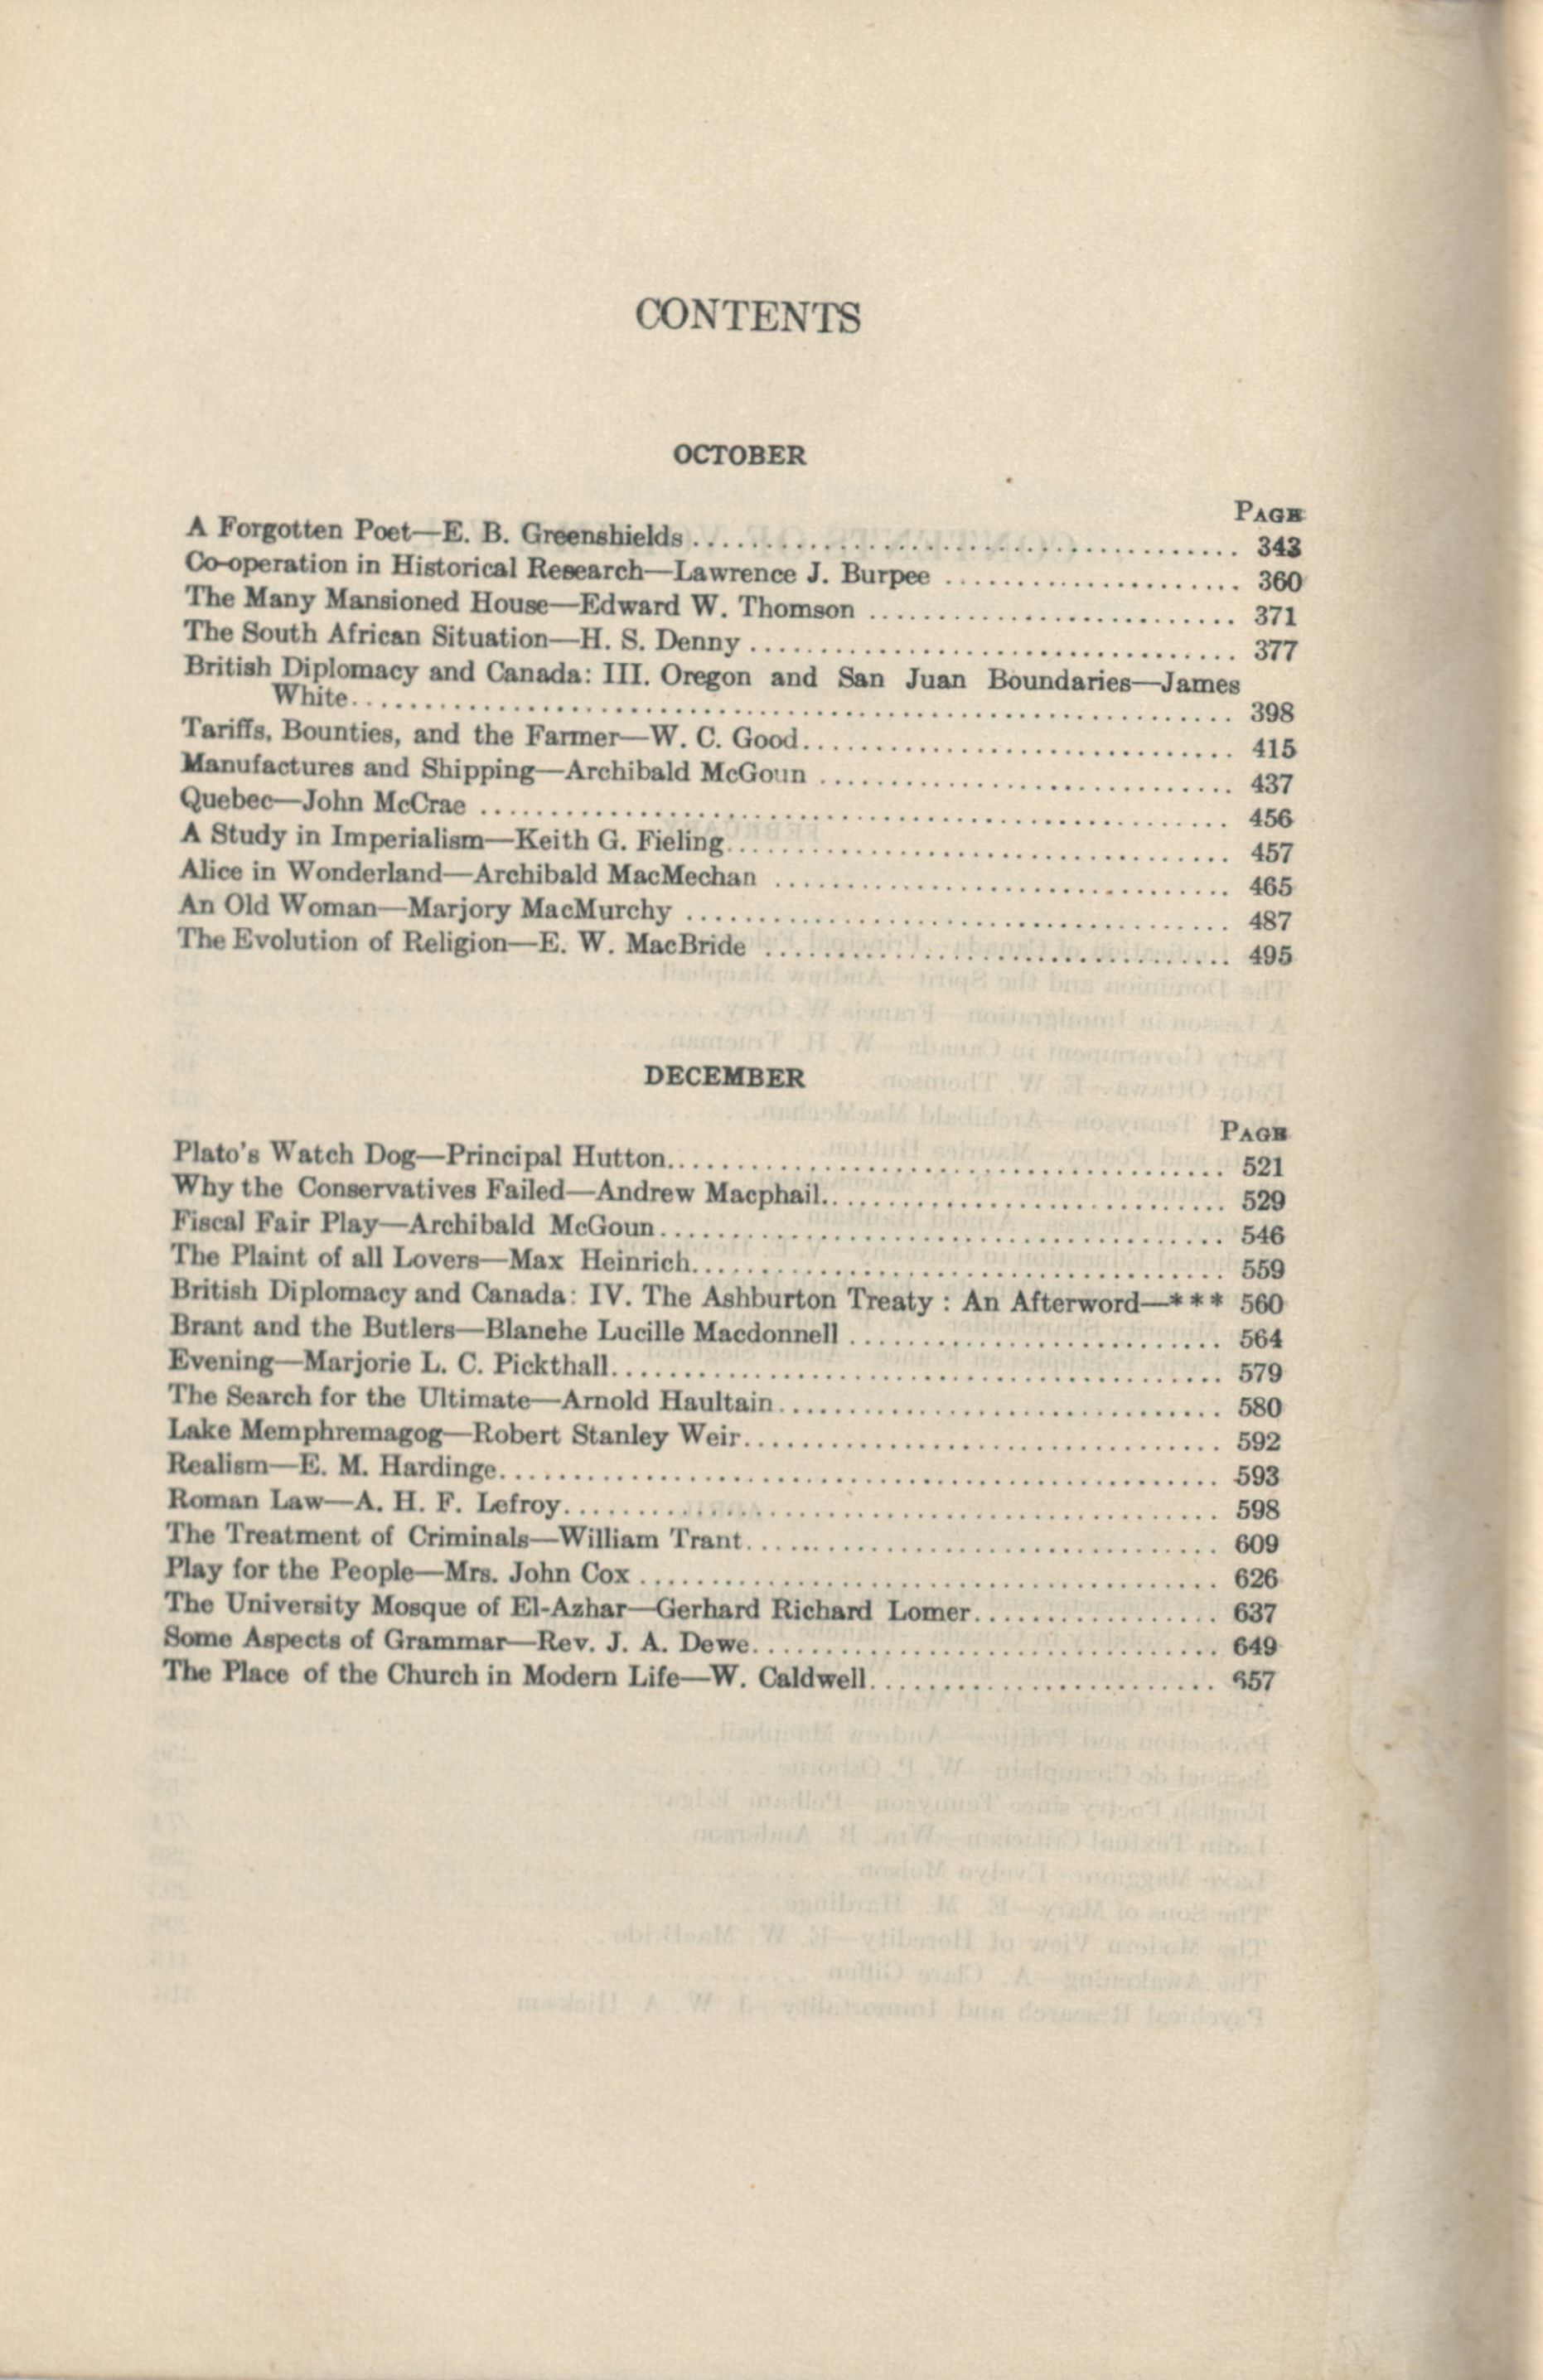 CONTENTS
OCTOBER
PAGE
A Forgotten Poet—E. B. Greenshields........................................ 343
Co-operation in Historical Research—Lawrence J. Burpee ..................... 360
The Many Mansioned House—Edward W. Thomson .......................... 371
The South African Situation—H. S. Denny................................... 377
British Diplomacy and Canada: III. Oregon and San Juan Boundaries—James
White.............................................................. 398
Tariffs, Bounties, and the Farmer—W. C. Good............................... 415
Manufactures and Shipping—Archibald McGoun ............................. 437
Quebec—John McCrae ..................................................... 456
A Study in Imperialism—Keith G. Fieling.................................... 457
Alice in Wonderland—Archibald MacMechan ................................ 465
An Old Woman—Marjory MacMurchy ...................................... 487
The Evolution of Religion—E. W. MacBride ................................. 495
DECEMBER
PAGE
Plato's Watch Dog—Principal Hutton....................................... 521
Why the Conservatives Failed—Andrew Macphail............................. 529
Fiscal Fair Play—Archibald McGoun........................................ 546
The Plaint of all Lovers—Max Heinrich...................................... 559
British Diplomacy and Canada: IV. The Ashburton Treaty : An Afterword—*** 560
Brant and the Butlers—Blanche Lucille Macdonnell ........................... 564
Evening—Marjorie L. C. Pickthall............................................ 579
The Search for the Ultimate—Arnold Haultain................................ 580
Lake Memphremagog—Robert Stanley Weir.................................. 592
Realism—E. M. Hardinge................................................... 593
Roman Law—A. H. F. Lefroy............................................... 598
The Treatment of Criminals—William Trant.................................. 609
Play for the People—Mrs. John Cox ......................................... 626
The University Mosque of El-Azhar—Gerhard Richard Lomer.................. 637
Some Aspects of Grammar—Rev. J. A. Dewe................................. 649
The Place of the Church in Modern Life—W. Caldwell......................... 657